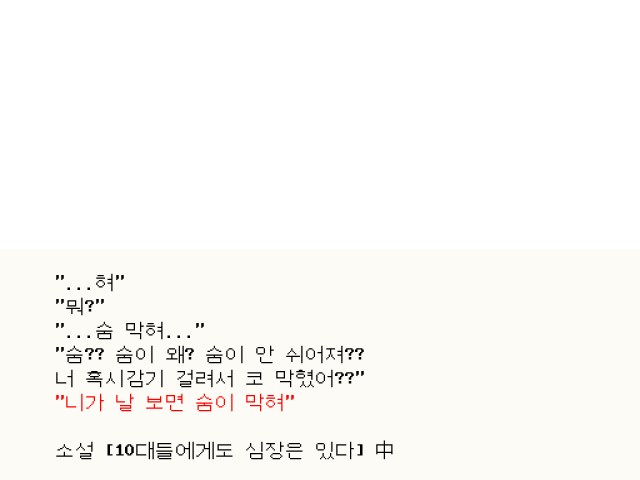 "...혀"
"뭐?"
"...숨 막혀..."
"숨?? 숨이 왜? 숨이 안 쉬어져??
너 혹시감기 걸려서 코 막혔어??"
"니가 날 보면 숨이 막혀"
소설 [10대들에게도 심장은 있다] 中